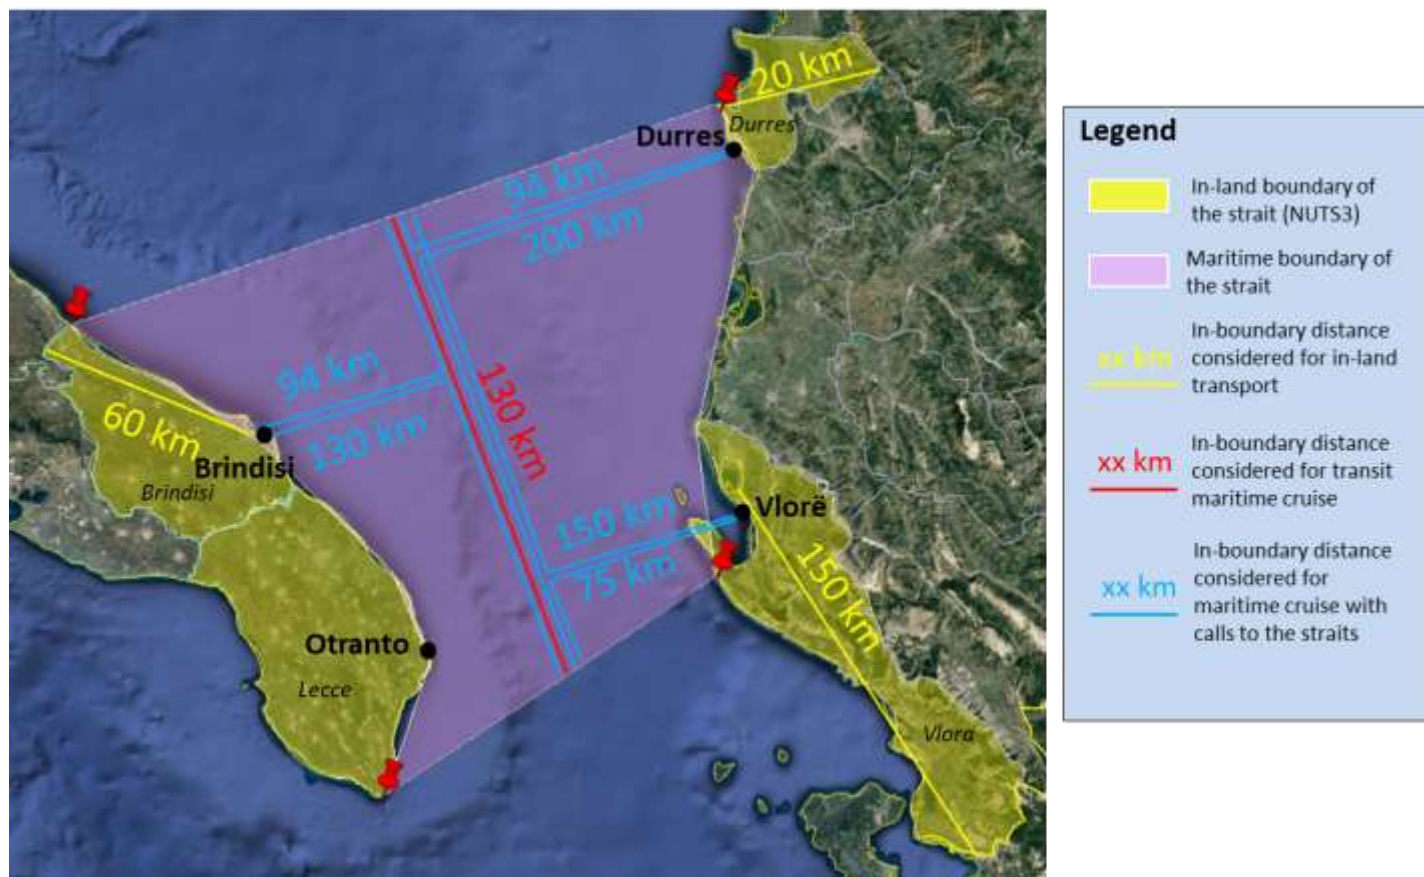 20 km
Durres
Durres
94 km
200 km
94 km
130 km
130 km
60 km
Brindisi
Brindisi
150 km
75 km
Vlorë
150 km
Otranto
Lecce
Vlora
Legend
In-land boundary of
the strait (NUTS3)
Maritime boundary of
the strait
xx km
In-boundary distance
considered for in-land
transport
xx km
In-boundary distance
considered for transit
maritime cruise
xx km
In-boundary distance
considered for
maritime cruise with
calls to the straits